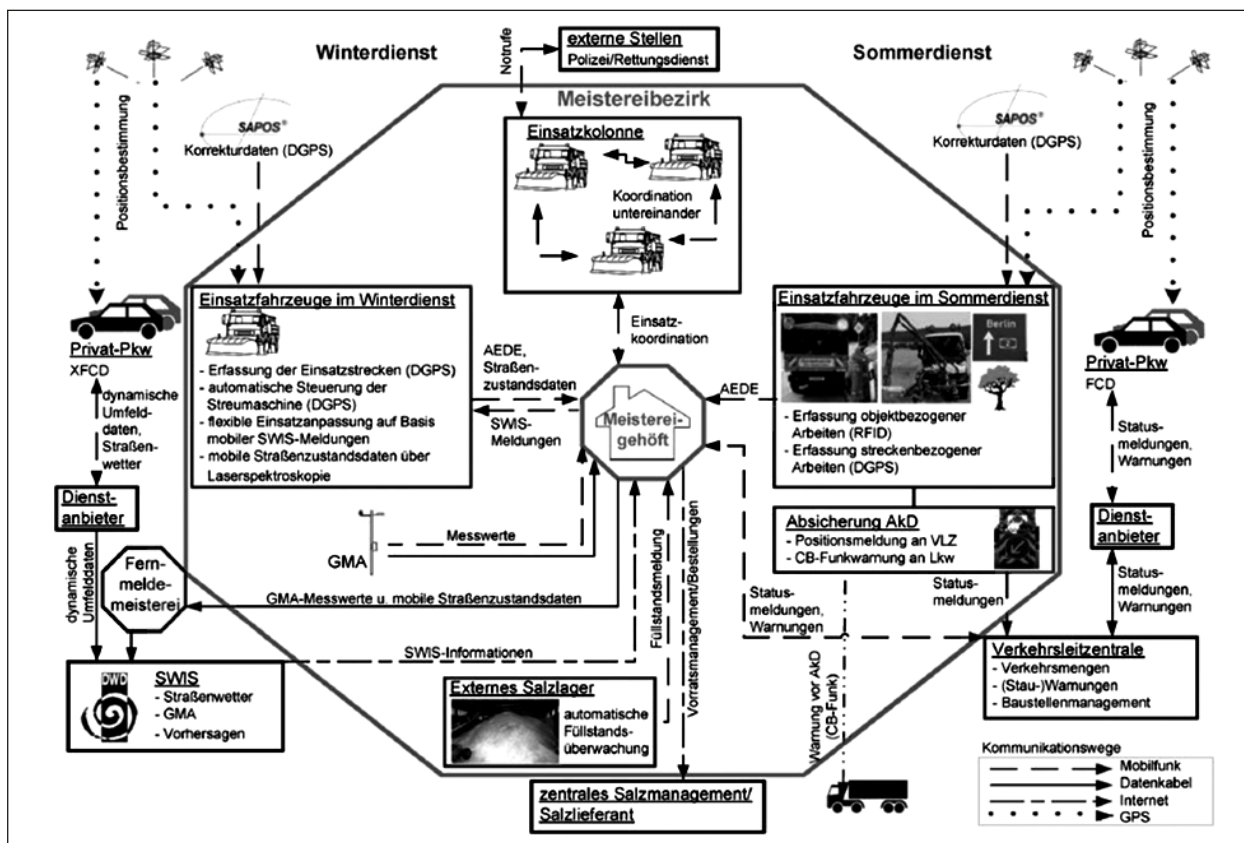 Winterdienst
Sommerdienst
externe Stellen
Polizei/Rettungsdienst
Notrufe
Meistereibezirk
Positionsbestimmung
SAPOS®
Korrekturdaten (DGPS)
Einsatzkolonne
Koordination
untereinander
SAPOS®
Korrekturdaten (DGPS)
Positionsbestimmung
Einsatzfahrzeuge im Winterdienst
- Erfassung der Einsatzstrecken (DGPS)
- automatische Steuerung der
Streumaschine (DGPS)
- flexible Einsatzanpassung auf Basis
mobiler SWIS-Meldungen
- mobile Straßenzustandsdaten über
Laserspektroskopie
Einsatz-
koordination
AEDE,
Straßen-
zustandsdaten
SWIS-
Meldungen
Meisterei-
gehöft
AEDE
Einsatzfahrzeuge im Sommerdienst
Berlin
- Erfassung objektbezogener
Arbeiten (RFID)
- Erfassung streckenbezogener
Arbeiten (DGPS)
Privat-Pkw
XFCD
dynamische
Umfeld-
daten,
Straßen-
wetter
Dienst-
anbieter
dynamische
Umfelddaten
Fern-
melde-
meisterei
Privat-Pkw
FCD
Status-
meldungen,
Warnungen
Dienst-
anbieter
Status-
meldungen,
Warnungen
Absicherung AkD
- Positionsmeldung an VLZ
- CB-Funkwarnung an Lkw
Status-
meldungen
GMA
Messwerte
GMA-Messwerte u. mobile Straßenzustandsdaten
Füllstandsmeldung
Vorratsmanagement/Bestellungen
Status-
meldungen,
Warnungen
Warnung vor AkD
(CB-Funk)
Verkehrsleitzentrale
- Verkehrsmengen
- (Stau-)Warnungen
- Baustellenmanagement
DWD
SWIS
- Straßenwetter
- GMA
- Vorhersagen
SWIS-Informationen
Externes Salzlager
automatische
Füllstands-
überwachung
zentrales Salzmanagement/
Salzlieferant
Kommunikationswege
Mobilfunk
Datenkabel
Internet
GPS